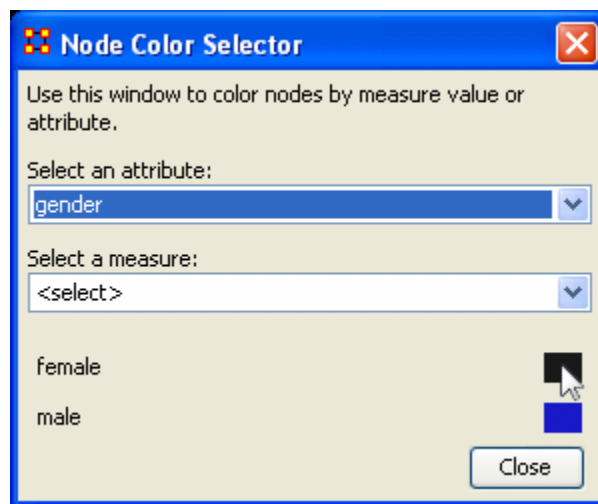 Node Color Selector
Use this window to color nodes by measure value or
attribute.
Select an attribute:
gender
Select a measure:
<select>
female
male
Close